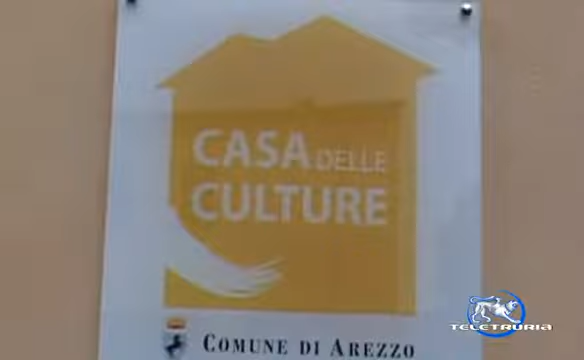 CASA DELLE
CULTURE
COMUNE DI AREZZO
TELETRURIA